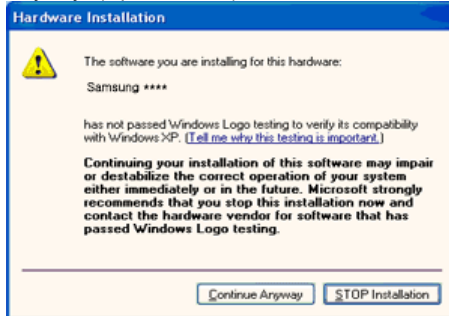 Hardware Installation
The software you are installing for this hardware:
Samsung ****
has not passed Windows Logo testing to verify its compatibility
with Windows XP. (Tell me why this testing is important.)
Continuing your installation of this software may impair
or destabilize the correct operation of your system
either immediately or in the future. Microsoft strongly
recommends that you stop this installation now and
contact the hardware vendor for software that has
passed Windows Logo testing.
Continue Anyway STOP Installation